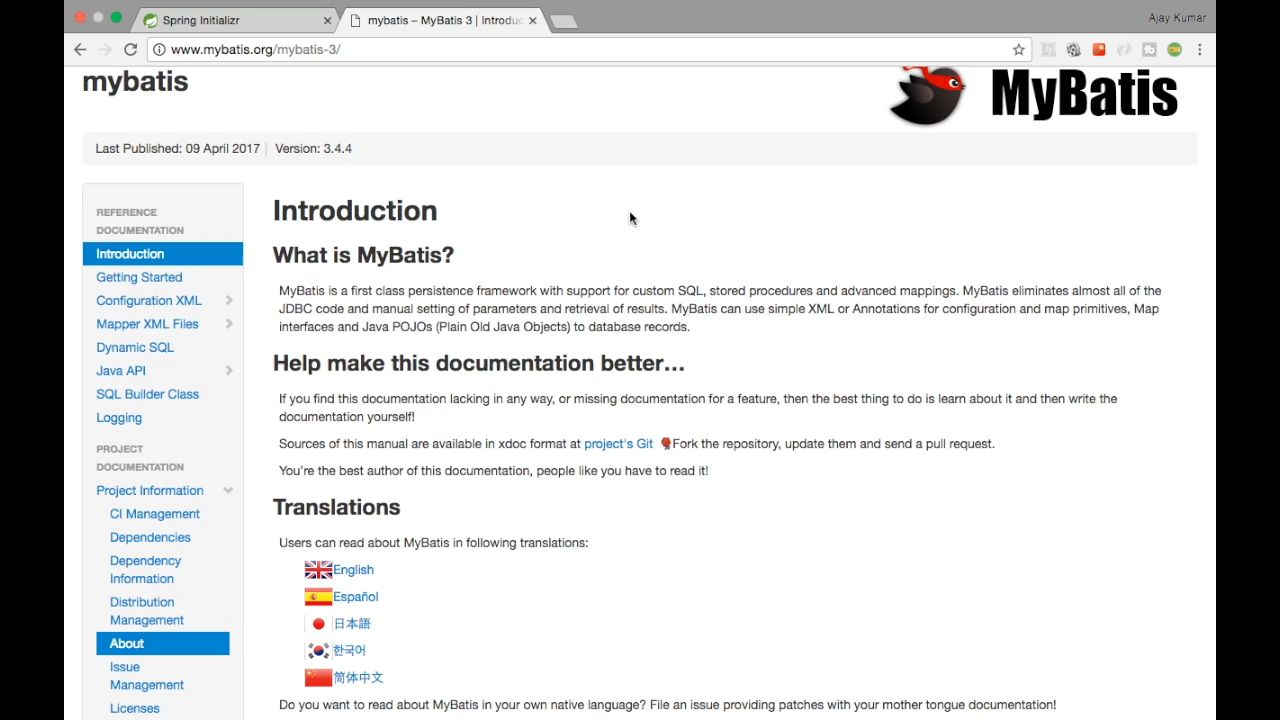 Spring Initializr
mybatis – MyBatis 3 | Introduc
Ajay Kumar
www.mybatis.org/mybatis-3/
mybatis
MyBatis
Last Published: 09 April 2017 | Version: 3.4.4
REFERENCE
DOCUMENTATION
Introduction
Getting Started
Configuration XML
Mapper XML Files
Dynamic SQL
Java API
SQL Builder Class
Logging
PROJECT
DOCUMENTATION
Project Information
CI Management
Dependencies
Dependency
Information
Distribution
Management
About
Issue
Management
Licenses
Introduction
What is MyBatis?
MyBatis is a first class persistence framework with support for custom SQL, stored procedures and advanced mappings. MyBatis eliminates almost all of the
JDBC code and manual setting of parameters and retrieval of results. MyBatis can use simple XML or Annotations for configuration and map primitives, Map
interfaces and Java POJOs (Plain Old Java Objects) to database records.
Help make this documentation better…
If you find this documentation lacking in any way, or missing documentation for a feature, then the best thing to do is learn about it and then write the
documentation yourself!
Sources of this manual are available in xdoc format at project's Git Fork the repository, update them and send a pull request.
You're the best author of this documentation, people like you have to read it!
Translations
Users can read about MyBatis in following translations:
English
Español
日本語
한국어
简体中文
Do you want to read about MyBatis in your own native language? File an issue providing patches with your mother tongue documentation!